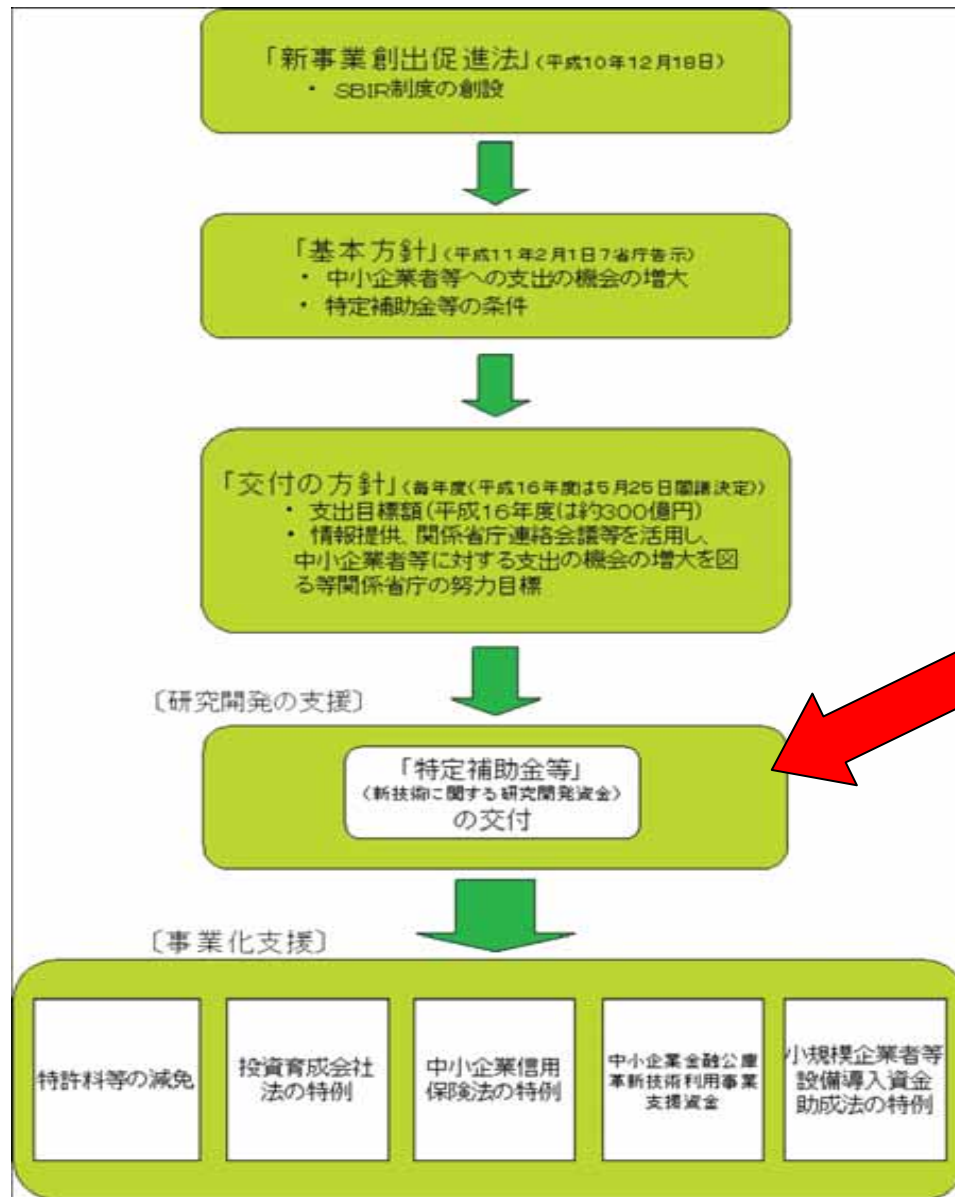 「新事業創出促進法」(平成10年12月18日)
・ SBIR制度の創設
「基本方針」(平成11年2月1日7省庁告示)
・ 中小企業者等への支出の機会の増大
・ 特定補助金等の条件
「交付の方針」(毎年度(平成16年度は5月25日閣議決定))
・ 支出目標額(平成16年度は約300億円)
・ 情報提供、関係省庁連絡会議等を活用し、
中小企業者等に対する支出の機会の増大を図
る等関係省庁の努力目標
〔研究開発の支援〕
「特定補助金等」
(新技術に関する研究開発資金)
の交付
〔事業化支援〕
特許料等の減免
投資育成会社
法の特例
中小企業信用
保険法の特例
中小企業金融公庫
革新技術利用事業
支援資金
小規模企業者等
設備導入資金
助成法の特例